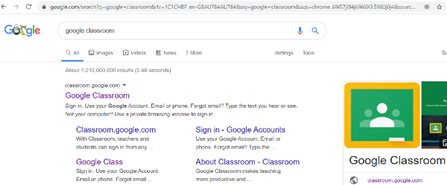 google.com/search?q=google+classroom&rlz=1C1CHBF_en-GBAU784AU784&oq=google+classroom&aqs=chrome
Google
google classroom
All
Images
Videos
News
More
Settings
Tools
About 1,210,000,000 results (0.46 seconds)
classroom.google.com
Google Classroom
Sign in. Use your Google Account. Email or phone. Forgot email? Type the text you hear or see.
Not your computer? Use a private browsing window to sign in.
Classroom.google.com
With Classroom, teachers and
students can sign in from any ...
Sign in - Google Accounts
Use your Google Account. Email or
phone. Forgot email? Type the ...
Google Class
Sign in. Use your Google Account.
Email or phone. Forgot email ...
About Classroom - Classroom
Google Classroom makes teaching
more productive and ...
Google Classroom
classroom.google.com